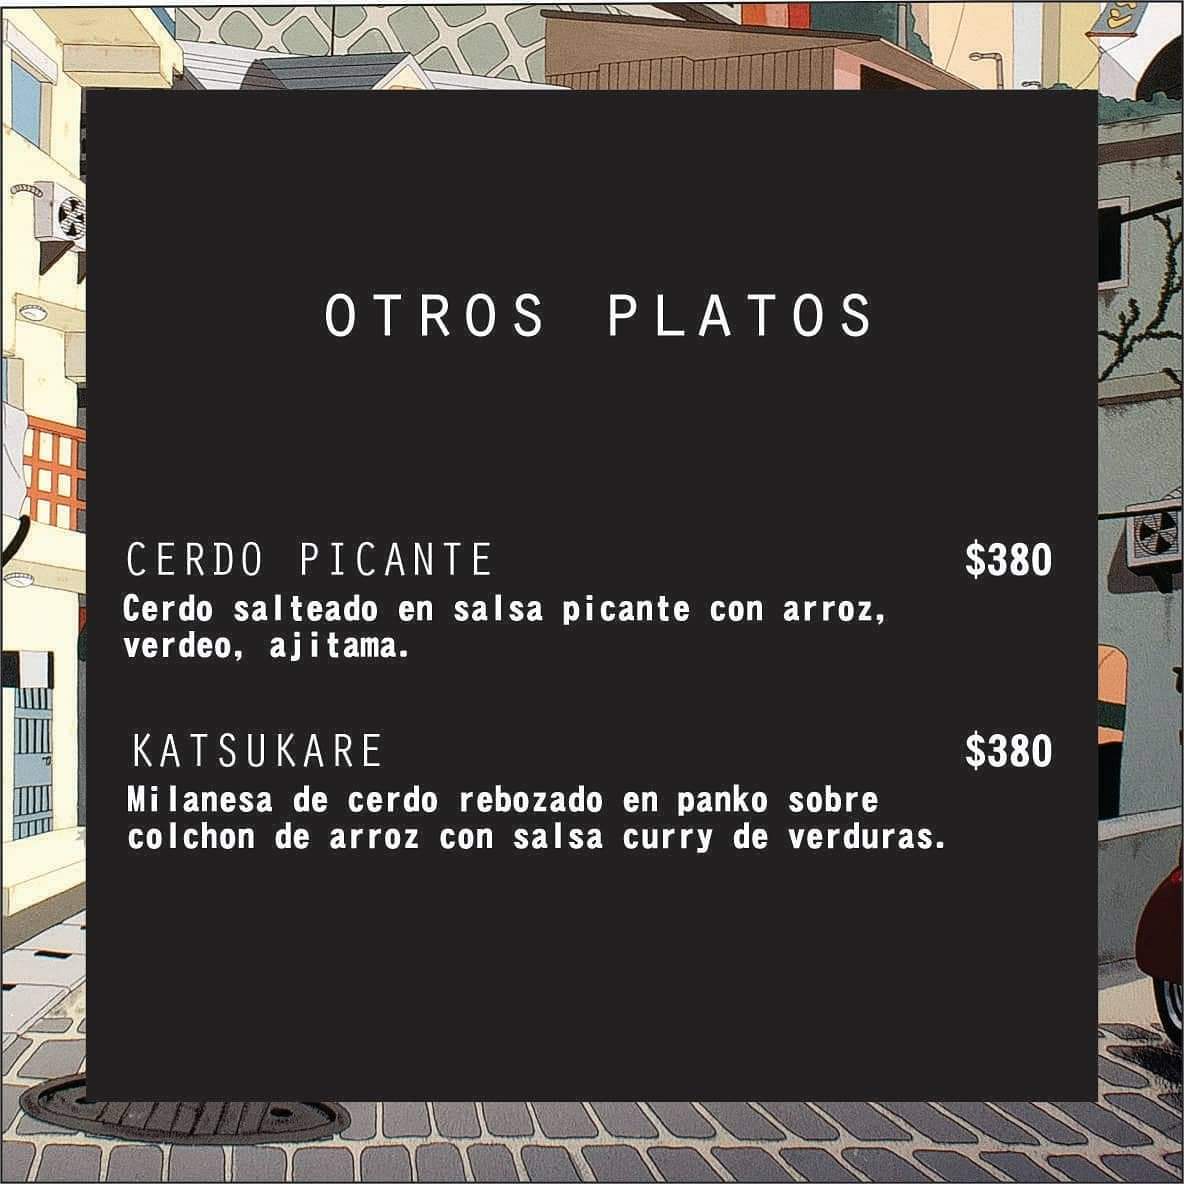 OTROS PLATOS
CERDO PICANTE $380
Cerdo salteado en salsa picante con arroz,
verdeo, ajitama.
KATSUKARE $380
Milanesa de cerdo rebozado en panko sobre
colchon de arroz con salsa curry de verduras.